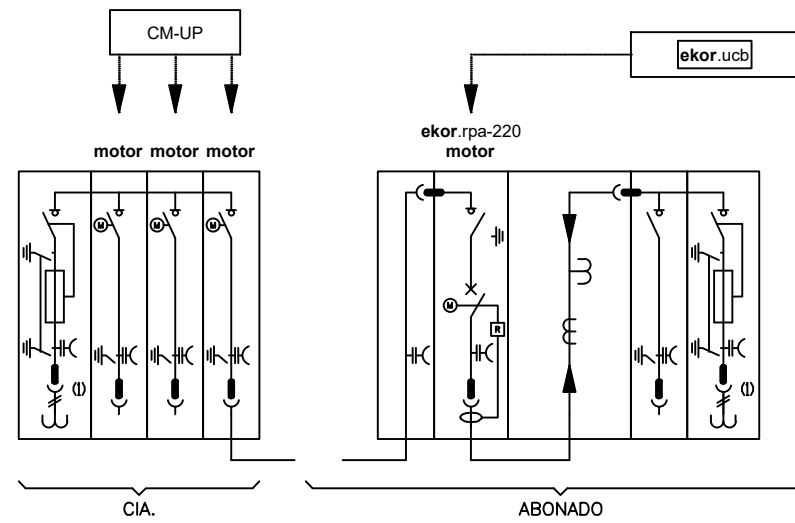 CM-UP
ekor.ucb
ekor.rpa-220
motor motor motor motor
M M M
M
R
(1) (1)
CIA. ABONADO